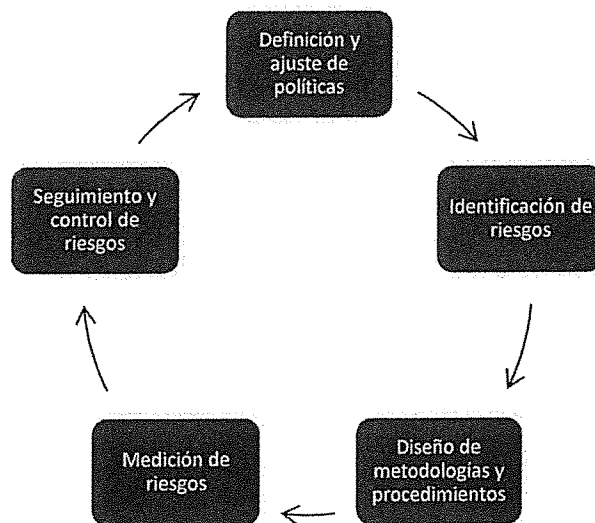 Definición y
ajuste de
políticas
Identificación de
riesgos
Diseño de
metodologías y
procedimientos
Medición de
riesgos
Seguimiento y
control de
riesgos